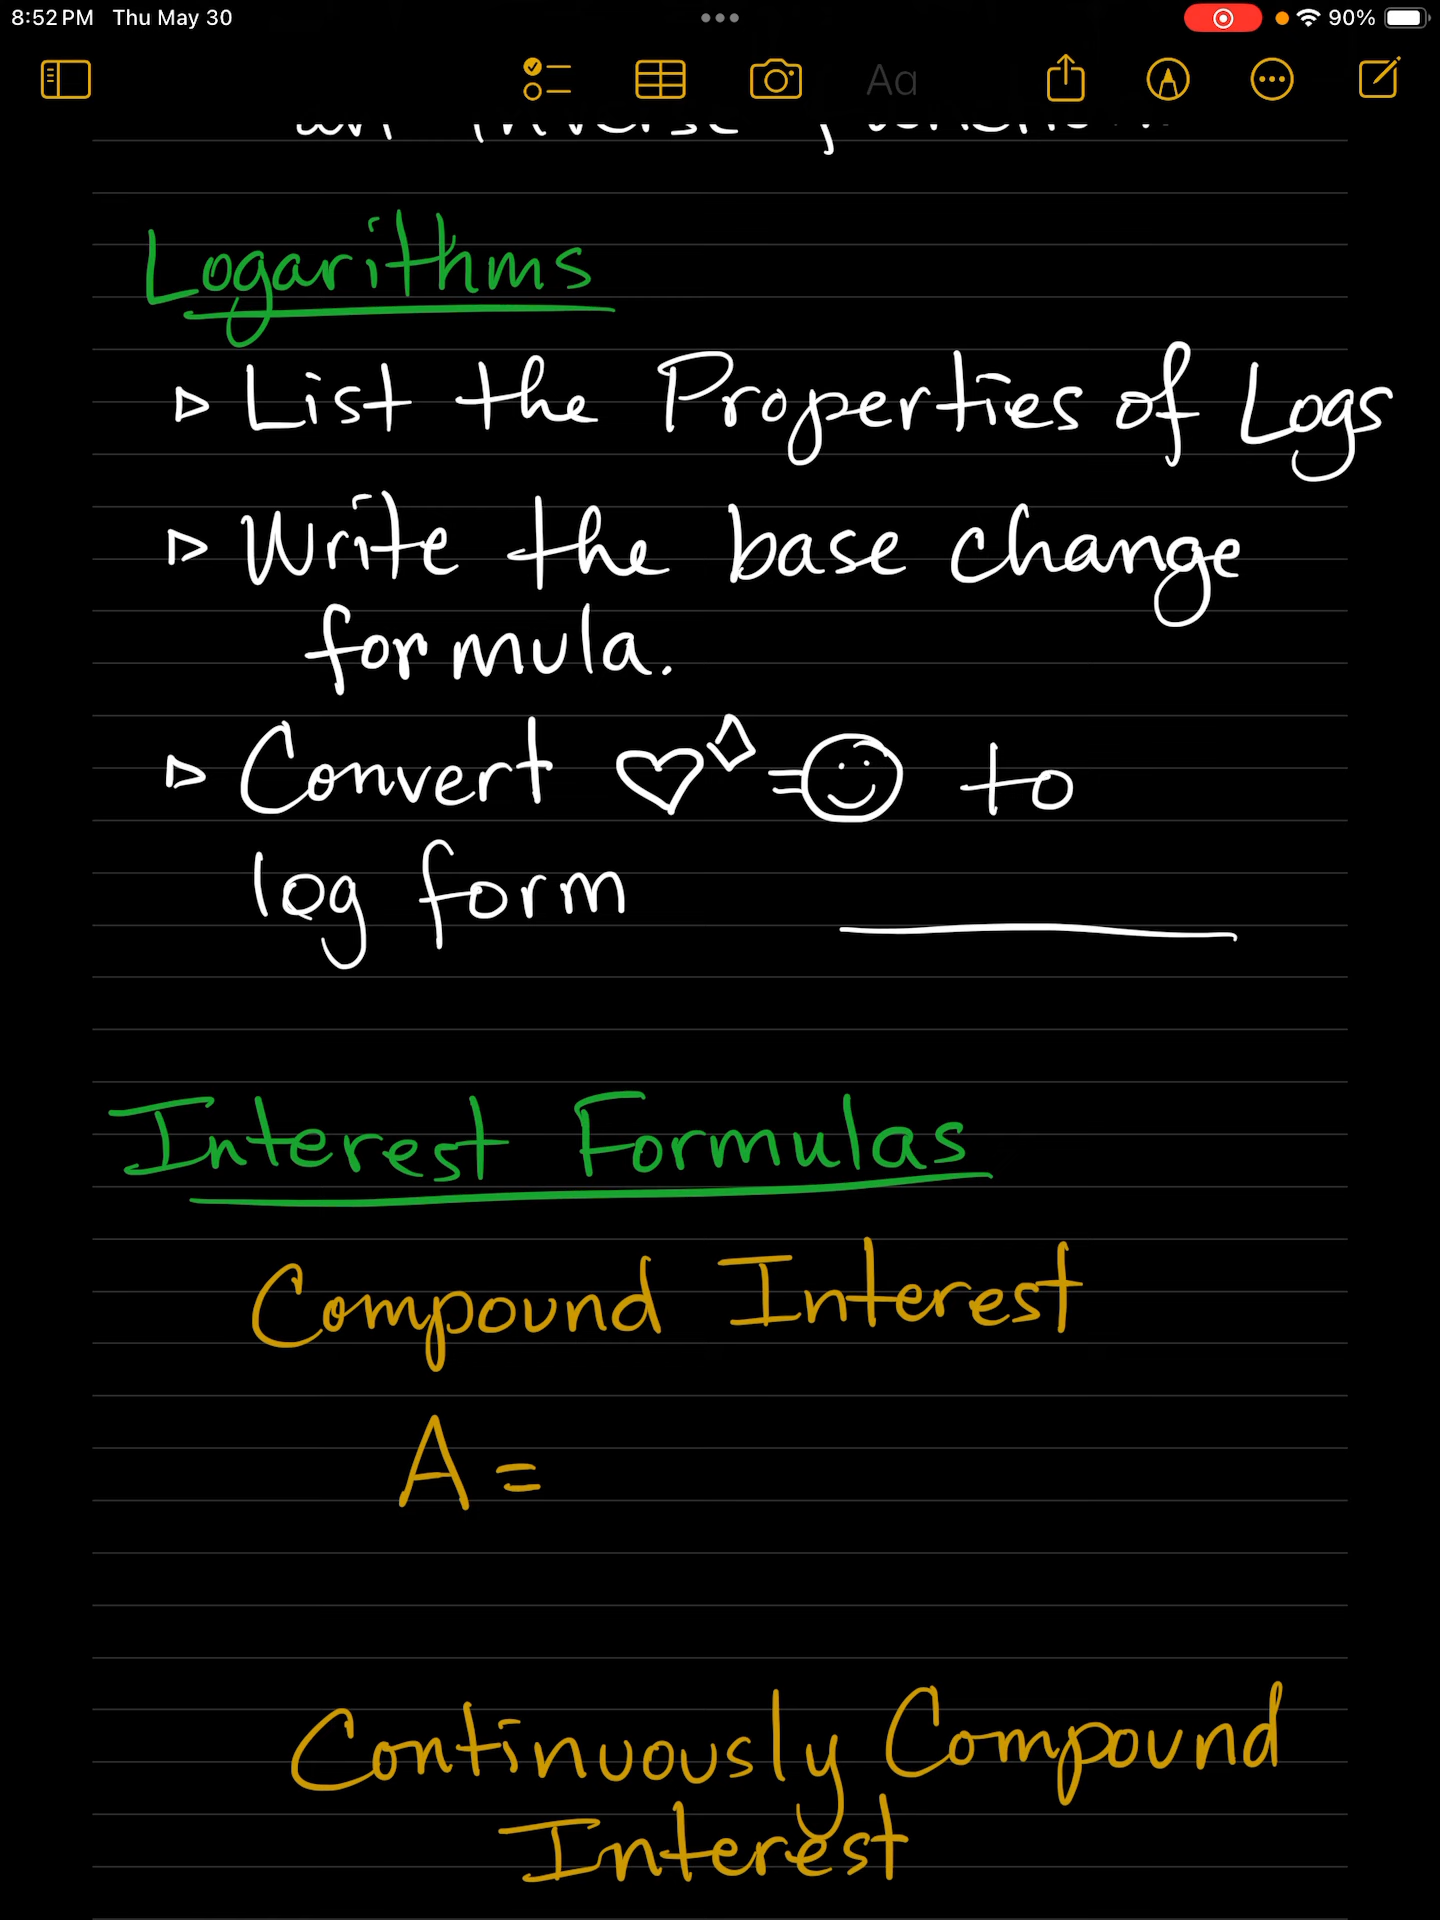 8:52 PM Thu May 30 90%
Aa
inverse
Logarithms
▷ List the Properties of Logs
▷ Write the base change
formula.
▷ Convert ♡^◇=☺ to
log form
Interest Formulas
Compound Interest
A =
Continuously Compound
Interest